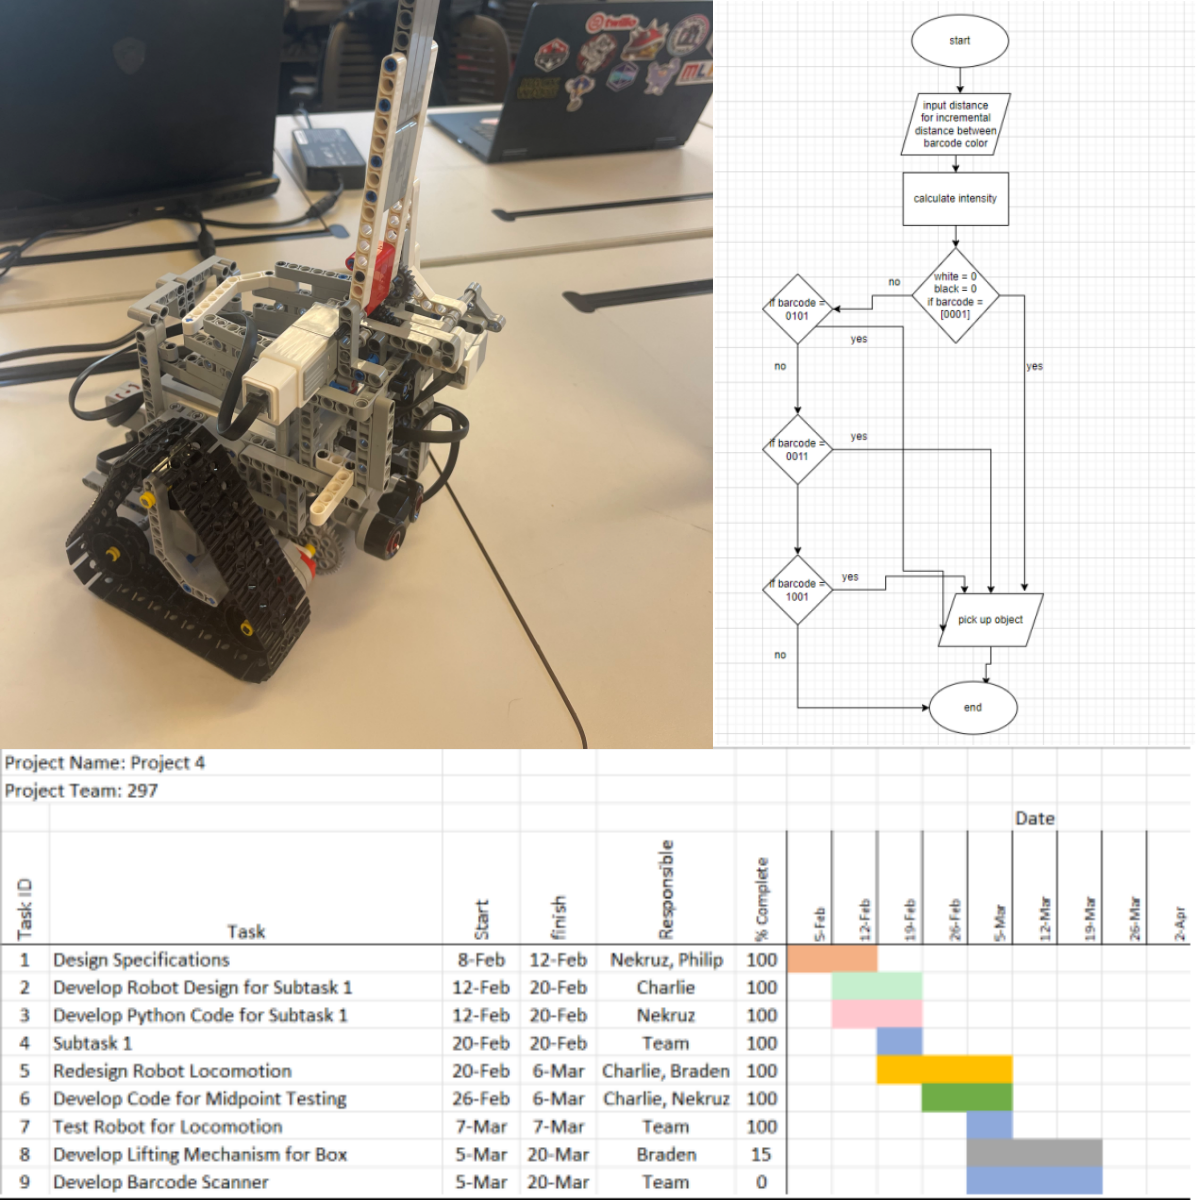 twilio
start
input distance
for incremental
distance between
barcode color
calculate intensity
white = 0
black = 0
if barcode =
[0001]
no
yes
if barcode =
0101
yes
no
if barcode =
0011
yes
if barcode =
1001
yes
no
pick up object
end
Project Name: Project 4
Project Team: 297
Date
Task ID Task Start finish Responsible % Complete 5-Feb 12-Feb 19-Feb 26-Feb 5-Mar 12-Mar 19-Mar 26-Mar 2-Apr
1 Design Specifications 8-Feb 12-Feb Nekruz, Philip 100
2 Develop Robot Design for Subtask 1 12-Feb 20-Feb Charlie 100
3 Develop Python Code for Subtask 1 12-Feb 20-Feb Nekruz 100
4 Subtask 1 20-Feb 20-Feb Team 100
5 Redesign Robot Locomotion 20-Feb 6-Mar Charlie, Braden 100
6 Develop Code for Midpoint Testing 26-Feb 6-Mar Charlie, Nekruz 100
7 Test Robot for Locomotion 7-Mar 7-Mar Team 100
8 Develop Lifting Mechanism for Box 5-Mar 20-Mar Braden 15
9 Develop Barcode Scanner 5-Mar 20-Mar Team 0